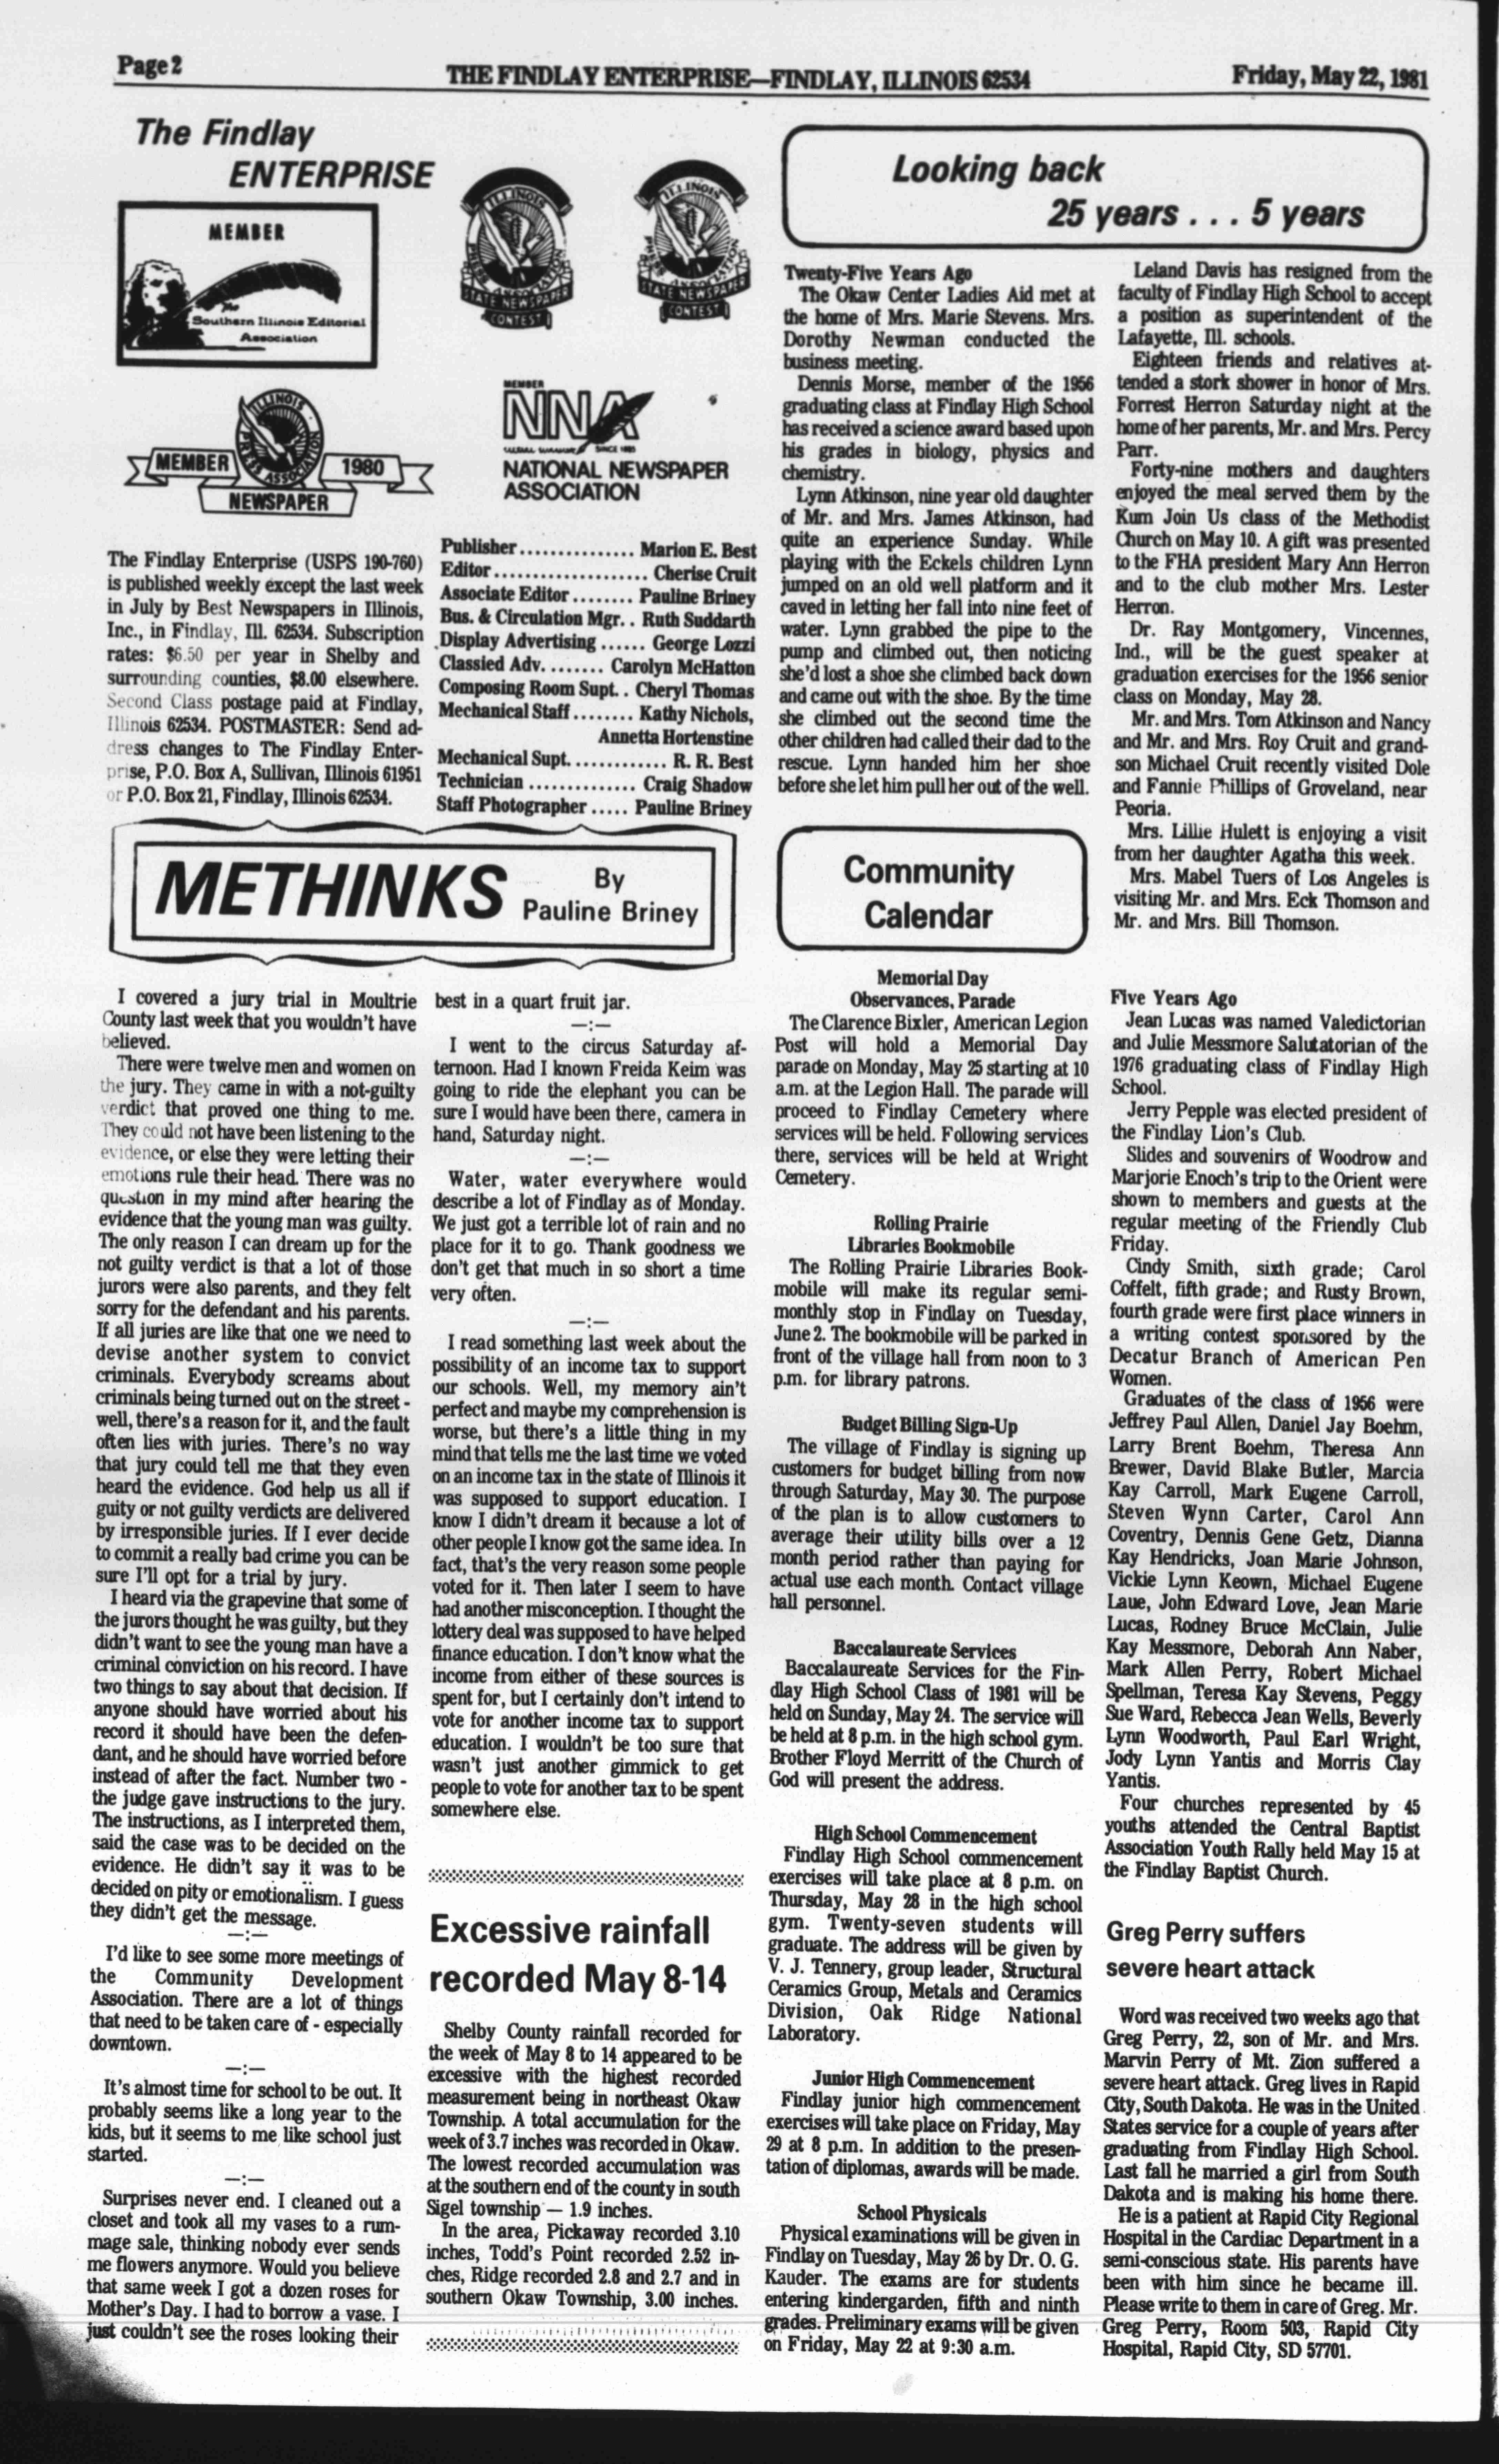 Page 2
THE FINDLAY ENTERPRISE—FINDLAY, ILLINOIS 62534
Friday, May 22, 1981
The Findlay
ENTERPRISE
MEMBER
The
Southern Illinois Editorial
Association
ILLINOIS
PRESS ASSOCIATION
STATE NEWSPAPER
CONTEST
ILLINOIS
PRESS ASSOCIATION
STATE NEWSPAPER
CONTEST
ILLINOIS
PRESS ASSOCIATION
MEMBER
1980
NEWSPAPER
MEMBER
NNA
SINCE 1885
NATIONAL NEWSPAPER
ASSOCIATION
The Findlay Enterprise (USPS 190-760)
is published weekly except the last week
in July by Best Newspapers in Illinois,
Inc., in Findlay, Ill. 62534. Subscription
rates: $6.50 per year in Shelby and
surrounding counties, $8.00 elsewhere.
Second Class postage paid at Findlay,
Illinois 62534. POSTMASTER: Send ad-
dress changes to The Findlay Enter-
prise, P.O. Box A, Sullivan, Illinois 61951
or P.O. Box 21, Findlay, Illinois 62534.
Publisher............... Marion E. Best
Editor.................... Cherise Cruit
Associate Editor........ Pauline Briney
Bus. & Circulation Mgr.. Ruth Suddarth
Display Advertising...... George Lozzi
Classied Adv........ Carolyn McHatton
Composing Room Supt.. Cheryl Thomas
Mechanical Staff........ Kathy Nichols,
Annetta Hortenstine
Mechanical Supt............. R. R. Best
Technician.............. Craig Shadow
Staff Photographer..... Pauline Briney
METHINKS
By
Pauline Briney
I covered a jury trial in Moultrie
County last week that you wouldn't have
believed.
There were twelve men and women on
the jury. They came in with a not-guilty
verdict that proved one thing to me.
They could not have been listening to the
evidence, or else they were letting their
emotions rule their head. There was no
question in my mind after hearing the
evidence that the young man was guilty.
The only reason I can dream up for the
not guilty verdict is that a lot of those
jurors were also parents, and they felt
sorry for the defendant and his parents.
If all juries are like that one we need to
devise another system to convict
criminals. Everybody screams about
criminals being turned out on the street -
well, there's a reason for it, and the fault
often lies with juries. There's no way
that jury could tell me that they even
heard the evidence. God help us all if
guity or not guilty verdicts are delivered
by irresponsible juries. If I ever decide
to commit a really bad crime you can be
sure I'll opt for a trial by jury.
I heard via the grapevine that some of
the jurors thought he was guilty, but they
didn't want to see the young man have a
criminal conviction on his record. I have
two things to say about that decision. If
anyone should have worried about his
record it should have been the defen-
dant, and he should have worried before
instead of after the fact. Number two -
the judge gave instructions to the jury.
The instructions, as I interpreted them,
said the case was to be decided on the
evidence. He didn't say it was to be
decided on pity or emotionalism. I guess
they didn't get the message.
—:—
I'd like to see some more meetings of
the Community Development
Association. There are a lot of things
that need to be taken care of - especially
downtown.
—:—
It's almost time for school to be out. It
probably seems like a long year to the
kids, but it seems to me like school just
started.
—:—
Surprises never end. I cleaned out a
closet and took all my vases to a rum-
mage sale, thinking nobody ever sends
me flowers anymore. Would you believe
that same week I got a dozen roses for
Mother's Day. I had to borrow a vase. I
just couldn't see the roses looking their
best in a quart fruit jar.
—:—
I went to the circus Saturday af-
ternoon. Had I known Freida Keim was
going to ride the elephant you can be
sure I would have been there, camera in
hand, Saturday night.
—:—
Water, water everywhere would
describe a lot of Findlay as of Monday.
We just got a terrible lot of rain and no
place for it to go. Thank goodness we
don't get that much in so short a time
very often.
—:—
I read something last week about the
possibility of an income tax to support
our schools. Well, my memory ain't
perfect and maybe my comprehension is
worse, but there's a little thing in my
mind that tells me the last time we voted
on an income tax in the state of Illinois it
was supposed to support education. I
know I didn't dream it because a lot of
other people I know got the same idea. In
fact, that's the very reason some people
voted for it. Then later I seem to have
had another misconception. I thought the
lottery deal was supposed to have helped
finance education. I don't know what the
income from either of these sources is
spent for, but I certainly don't intend to
vote for another income tax to support
education. I wouldn't be too sure that
wasn't just another gimmick to get
people to vote for another tax to be spent
somewhere else.
Excessive rainfall
recorded May 8-14
Shelby County rainfall recorded for
the week of May 8 to 14 appeared to be
excessive with the highest recorded
measurement being in northeast Okaw
Township. A total accumulation for the
week of 3.7 inches was recorded in Okaw.
The lowest recorded accumulation was
at the southern end of the county in south
Sigel township — 1.9 inches.
In the area, Pickaway recorded 3.10
inches, Todd's Point recorded 2.52 in-
ches, Ridge recorded 2.8 and 2.7 and in
southern Okaw Township, 3.00 inches.
Looking back
25 years . . . 5 years
Twenty-Five Years Ago
The Okaw Center Ladies Aid met at
the home of Mrs. Marie Stevens. Mrs.
Dorothy Newman conducted the
business meeting.
Dennis Morse, member of the 1956
graduating class at Findlay High School
has received a science award based upon
his grades in biology, physics and
chemistry.
Lynn Atkinson, nine year old daughter
of Mr. and Mrs. James Atkinson, had
quite an experience Sunday. While
playing with the Eckels children Lynn
jumped on an old well platform and it
caved in letting her fall into nine feet of
water. Lynn grabbed the pipe to the
pump and climbed out, then noticing
she'd lost a shoe she climbed back down
and came out with the shoe. By the time
she climbed out the second time the
other children had called their dad to the
rescue. Lynn handed him her shoe
before she let him pull her out of the well.
Leland Davis has resigned from the
faculty of Findlay High School to accept
a position as superintendent of the
Lafayette, Ill. schools.
Eighteen friends and relatives at-
tended a stork shower in honor of Mrs.
Forrest Herron Saturday night at the
home of her parents, Mr. and Mrs. Percy
Parr.
Forty-nine mothers and daughters
enjoyed the meal served them by the
Kum Join Us class of the Methodist
Church on May 10. A gift was presented
to the FHA president Mary Ann Herron
and to the club mother Mrs. Lester
Herron.
Dr. Ray Montgomery, Vincennes,
Ind., will be the guest speaker at
graduation exercises for the 1956 senior
class on Monday, May 28.
Mr. and Mrs. Tom Atkinson and Nancy
and Mr. and Mrs. Roy Cruit and grand-
son Michael Cruit recently visited Dole
and Fannie Phillips of Groveland, near
Peoria.
Mrs. Lillie Hulett is enjoying a visit
from her daughter Agatha this week.
Mrs. Mabel Tuers of Los Angeles is
visiting Mr. and Mrs. Eck Thomson and
Mr. and Mrs. Bill Thomson.
Community
Calendar
Memorial Day
Observances, Parade
The Clarence Bixler, American Legion
Post will hold a Memorial Day
parade on Monday, May 25 starting at 10
a.m. at the Legion Hall. The parade will
proceed to Findlay Cemetery where
services will be held. Following services
there, services will be held at Wright
Cemetery.
Rolling Prairie
Libraries Bookmobile
The Rolling Prairie Libraries Book-
mobile will make its regular semi-
monthly stop in Findlay on Tuesday,
June 2. The bookmobile will be parked in
front of the village hall from noon to 3
p.m. for library patrons.
Budget Billing Sign-Up
The village of Findlay is signing up
customers for budget billing from now
through Saturday, May 30. The purpose
of the plan is to allow customers to
average their utility bills over a 12
month period rather than paying for
actual use each month. Contact village
hall personnel.
Baccalaureate Services
Baccalaureate Services for the Fin-
dlay High School Class of 1981 will be
held on Sunday, May 24. The service will
be held at 8 p.m. in the high school gym.
Brother Floyd Merritt of the Church of
God will present the address.
High School Commencement
Findlay High School commencement
exercises will take place at 8 p.m. on
Thursday, May 28 in the high school
gym. Twenty-seven students will
graduate. The address will be given by
V. J. Tennery, group leader, Structural
Ceramics Group, Metals and Ceramics
Division, Oak Ridge National
Laboratory.
Junior High Commencement
Findlay junior high commencement
exercises will take place on Friday, May
29 at 8 p.m. In addition to the presen-
tation of diplomas, awards will be made.
School Physicals
Physical examinations will be given in
Findlay on Tuesday, May 26 by Dr. O. G.
Kauder. The exams are for students
entering kindergarden, fifth and ninth
grades. Preliminary exams will be given
on Friday, May 22 at 9:30 a.m.
Five Years Ago
Jean Lucas was named Valedictorian
and Julie Messmore Salutatorian of the
1976 graduating class of Findlay High
School.
Jerry Pepple was elected president of
the Findlay Lion's Club.
Slides and souvenirs of Woodrow and
Marjorie Enoch's trip to the Orient were
shown to members and guests at the
regular meeting of the Friendly Club
Friday.
Cindy Smith, sixth grade; Carol
Coffelt, fifth grade; and Rusty Brown,
fourth grade were first place winners in
a writing contest sponsored by the
Decatur Branch of American Pen
Women.
Graduates of the class of 1956 were
Jeffrey Paul Allen, Daniel Jay Boehm,
Larry Brent Boehm, Theresa Ann
Brewer, David Blake Butler, Marcia
Kay Carroll, Mark Eugene Carroll,
Steven Wynn Carter, Carol Ann
Coventry, Dennis Gene Getz, Dianna
Kay Hendricks, Joan Marie Johnson,
Vickie Lynn Keown, Michael Eugene
Laue, John Edward Love, Jean Marie
Lucas, Rodney Bruce McClain, Julie
Kay Messmore, Deborah Ann Naber,
Mark Allen Perry, Robert Michael
Spellman, Teresa Kay Stevens, Peggy
Sue Ward, Rebecca Jean Wells, Beverly
Lynn Woodworth, Paul Earl Wright,
Jody Lynn Yantis and Morris Clay
Yantis.
Four churches represented by 45
youths attended the Central Baptist
Association Youth Rally held May 15 at
the Findlay Baptist Church.
Greg Perry suffers
severe heart attack
Word was received two weeks ago that
Greg Perry, 22, son of Mr. and Mrs.
Marvin Perry of Mt. Zion suffered a
severe heart attack. Greg lives in Rapid
City, South Dakota. He was in the United
States service for a couple of years after
graduating from Findlay High School.
Last fall he married a girl from South
Dakota and is making his home there.
He is a patient at Rapid City Regional
Hospital in the Cardiac Department in a
semi-conscious state. His parents have
been with him since he became ill.
Please write to them in care of Greg. Mr.
Greg Perry, Room 503, Rapid City
Hospital, Rapid City, SD 57701.